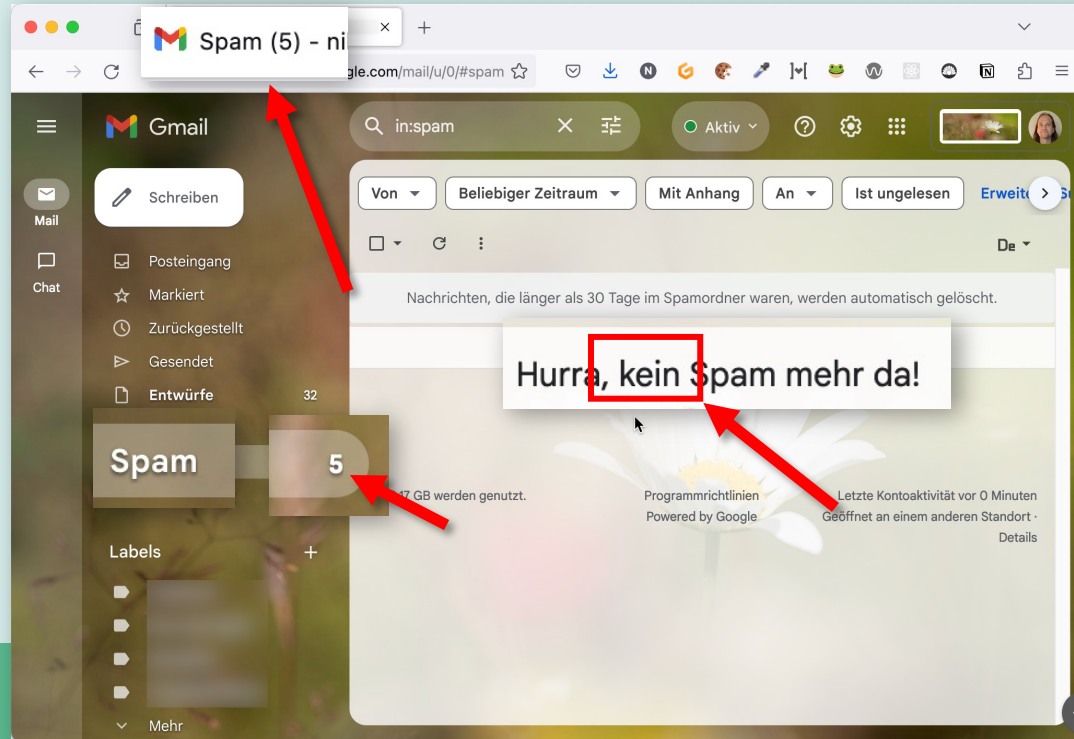 Spam (5) - ni
gle.com/mail/u/0/#spam
Gmail
in:spam
Aktiv
Schreiben
Mail
Chat
Von
Beliebiger Zeitraum
Mit Anhang
An
Ist ungelesen
De
Posteingang
Markiert
Zurückgestellt
Gesendet
Entwürfe 32
Spam 5
Nachrichten, die länger als 30 Tage im Spamordner waren, werden automatisch gelöscht.
Hurra, kein Spam mehr da!
17 GB werden genutzt.
Programmrichtlinien
Powered by Google
Letzte Kontoaktivität vor 0 Minuten
Geöffnet an einem anderen Standort ·
Details
Labels
Mehr